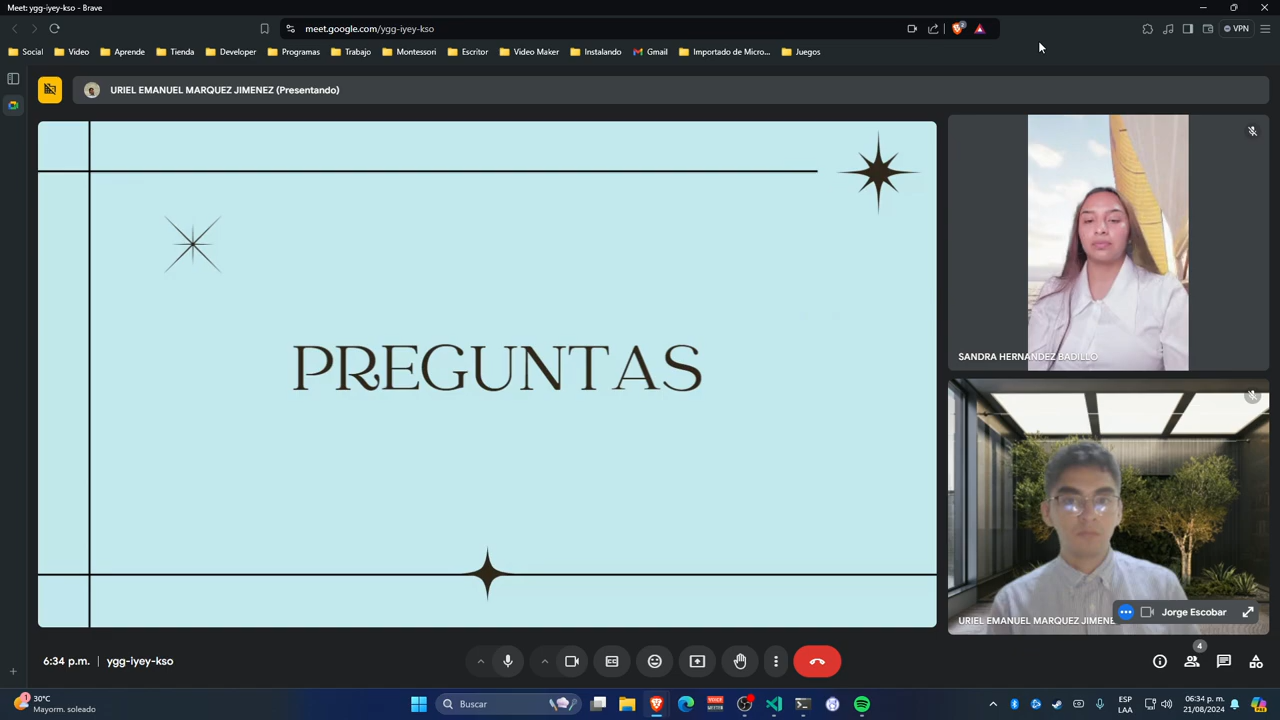 Meet: ygg-iyey-kso - Brave
meet.google.com/ygg-iyey-kso
2
VPN
Social
Video
Aprende
Tienda
Developer
Programas
Trabajo
Montessori
Escritor
Video Maker
Instalando
Gmail
Importado de Micro...
Juegos
URIEL EMANUEL MARQUEZ JIMENEZ (Presentando)
PREGUNTAS
SANDRA HERNANDEZ BADILLO
Jorge Escobar
URIEL EMANUEL MARQUEZ JIMENE
6:34 p.m. | ygg-iyey-kso
4
1
30°C
Mayorm. soleado
Buscar
ESP
LAA
06:34 p. m.
21/08/2024